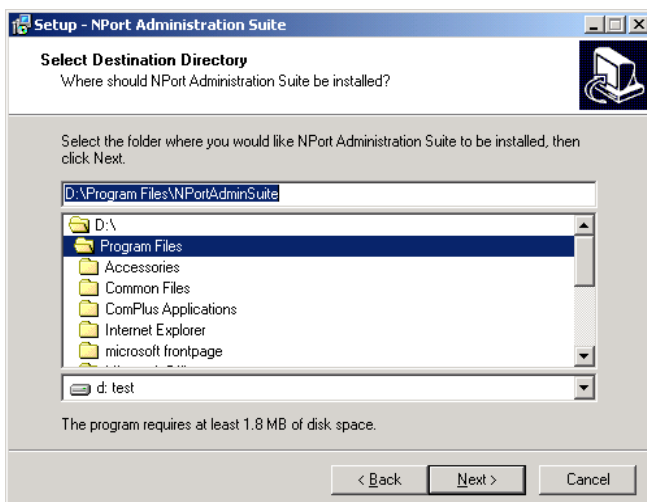 Setup - NPort Administration Suite
Select Destination Directory
Where should NPort Administration Suite be installed?
Select the folder where you would like NPort Administration Suite to be installed, then
click Next.
D:\Program Files\NPortAdminSuite
D:\
Program Files
Accessories
Common Files
ComPlus Applications
Internet Explorer
microsoft frontpage
d: test
The program requires at least 1.8 MB of disk space.
< Back Next > Cancel